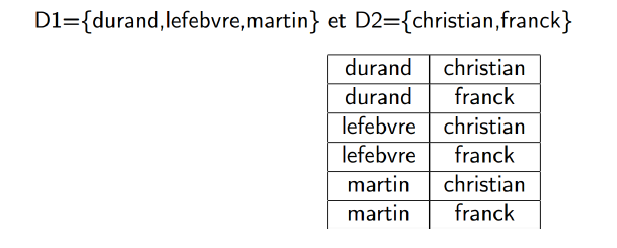 D1={durand,lefebvre,martin} et D2={christian,franck}
durand christian
durand franck
lefebvre christian
lefebvre franck
martin christian
martin franck